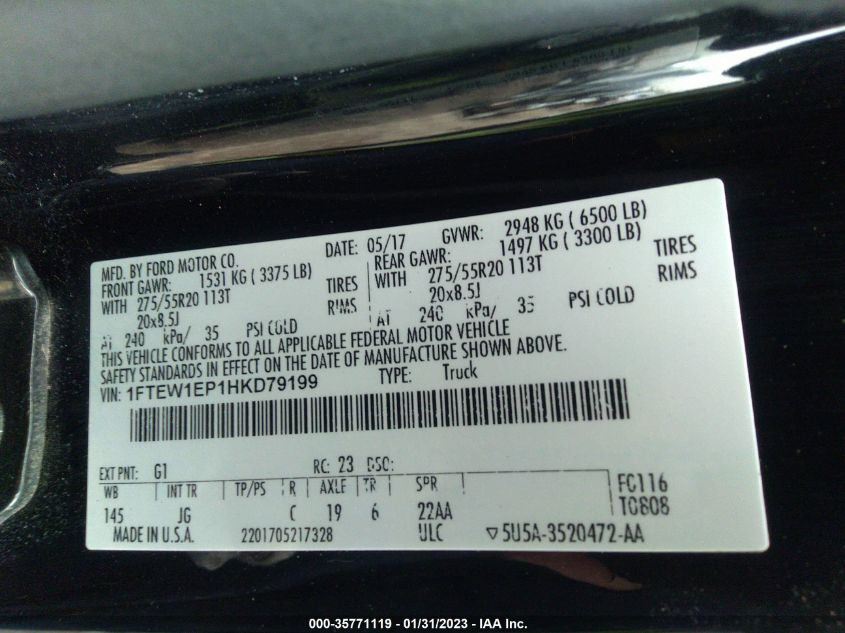 MFD. BY FORD MOTOR CO.
DATE: 05/17 GVWR: 2948 KG ( 6500 LB)
FRONT GAWR: 1531 KG ( 3375 LB)
WITH 275/55R20 113T TIRES
20x8.5J RIMS
AT 240 kPa/ 35 PSI COLD
REAR GAWR: 1497 KG ( 3300 LB)
WITH 275/55R20 113T TIRES
20x8.5J RIMS
AT 240 kPa/ 35 PSI COLD
THIS VEHICLE CONFORMS TO ALL APPLICABLE FEDERAL MOTOR VEHICLE
SAFETY STANDARDS IN EFFECT ON THE DATE OF MANUFACTURE SHOWN ABOVE.
VIN: 1FTEW1EP1HKD79199 TYPE: Truck
EXT PNT: G1 RC: 23 DSO:
WB INT TR TP/PS R AXLE TR SPR FC116
145 JG C 19 6 22AA TC808
MADE IN U.S.A. 2201705217328 ULC ▽5U5A-3520472-AA
000-35771119 - 01/31/2023 - IAA Inc.